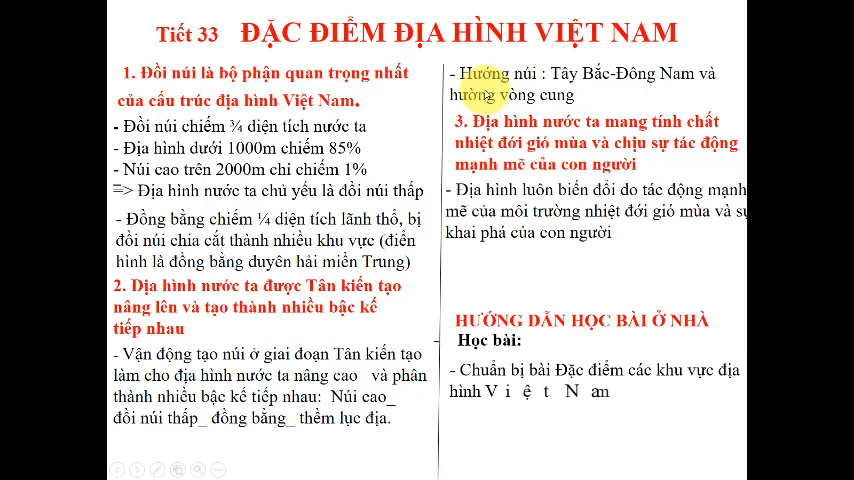 Tiết 33 ĐẶC ĐIỂM ĐỊA HÌNH VIỆT NAM
1. Đồi núi là bộ phận quan trọng nhất
của cấu trúc địa hình Việt Nam.
- Đồi núi chiếm ¾ diện tích nước ta
- Địa hình dưới 1000m chiếm 85%
- Núi cao trên 2000m chỉ chiếm 1%
=> Địa hình nước ta chủ yếu là đồi núi thấp
- Đồng bằng chiếm ¼ diện tích lãnh thổ, bị
đồi núi chia cắt thành nhiều khu vực (điển
hình là đồng bằng duyên hải miền Trung)
2. Địa hình nước ta được Tân kiến tạo
nâng lên và tạo thành nhiều bậc kế
tiếp nhau
- Vận động tạo núi ở giai đoạn Tân kiến tạo
làm cho địa hình nước ta nâng cao và phân
thành nhiều bậc kế tiếp nhau: Núi cao_
đồi núi thấp_ đồng bằng_ thềm lục địa.
- Hướng núi : Tây Bắc-Đông Nam và
hường vòng cung
3. Địa hình nước ta mang tính chất
nhiệt đới gió mùa và chịu sự tác động
mạnh mẽ của con người
- Địa hình luôn biến đổi do tác động mạnh
mẽ của môi trường nhiệt đới gió mùa và sự
khai phá của con người
HƯỚNG DẪN HỌC BÀI Ở NHÀ
Học bài:
- Chuẩn bị bài Đặc điểm các khu vực địa
hình V i ệ t N am